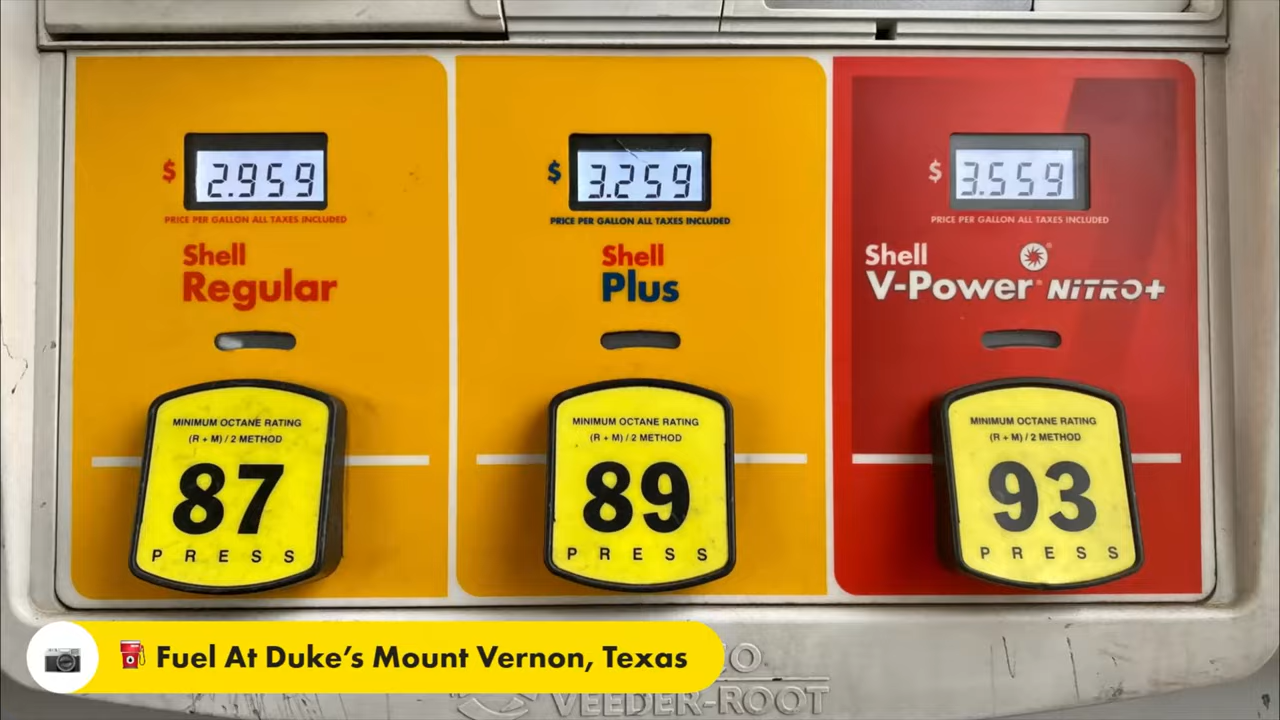 $ 2.959
PRICE PER GALLON ALL TAXES INCLUDED
Shell
Regular
MINIMUM OCTANE RATING
(R + M) / 2 METHOD
87
PRESS
$ 3.259
PRICE PER GALLON ALL TAXES INCLUDED
Shell
Plus
MINIMUM OCTANE RATING
(R + M) / 2 METHOD
89
PRESS
$ 3.559
PRICE PER GALLON ALL TAXES INCLUDED
Shell
V-Power® NiTRO+
MINIMUM OCTANE RATING
(R + M) / 2 METHOD
93
PRESS
Fuel At Duke's Mount Vernon, Texas
VEEDER-ROOT